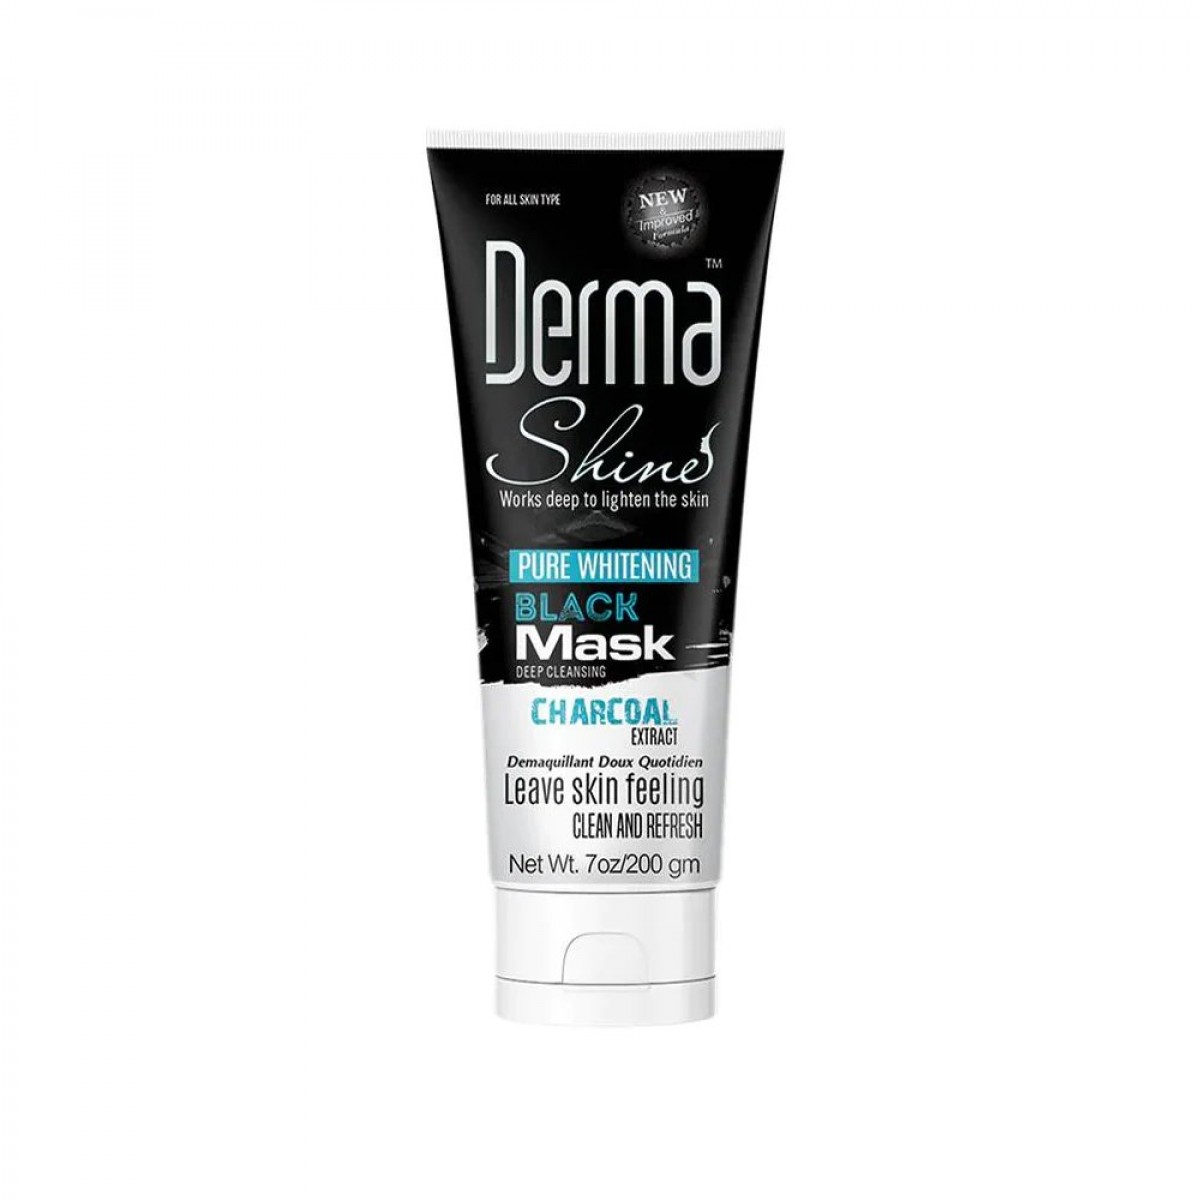 FOR ALL SKIN TYPE
NEW
&
Improved
Formula
Derma™
Shine
Works deep to lighten the skin
PURE WHITENING
BLACK
Mask
DEEP CLEANSING
CHARCOAL
EXTRACT
Demaquillant Doux Quotidien
Leave skin feeling
CLEAN AND REFRESH
Net Wt. 7oz/200 gm